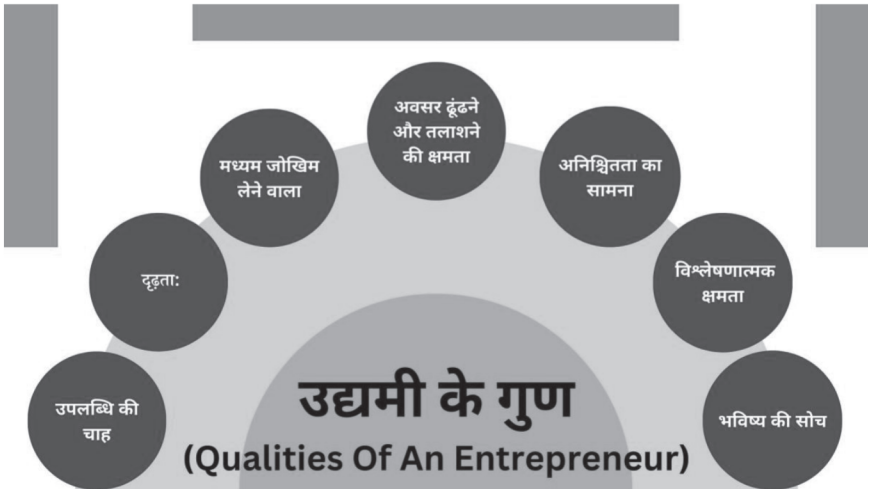 अवसर ढूंढने
और तलाशने
की क्षमता
मध्यम जोखिम
लेने वाला
अनिश्चितता का
सामना
दृढ़ता:
विश्लेषणात्मक
क्षमता
उपलब्धि की
चाह
भविष्य की सोच
उद्यमी के गुण
(Qualities Of An Entrepreneur)